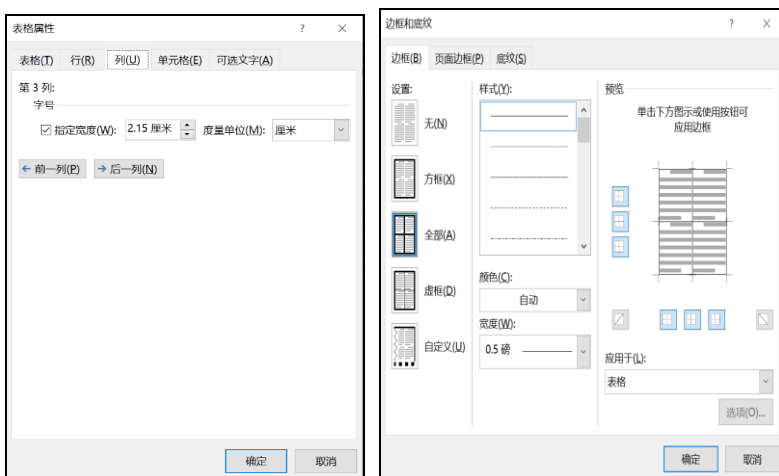 表格属性 ? ×
表格(T) 行(R) 列(U) 单元格(E) 可选文字(A)
第 3 列:
字号
指定宽度(W): 2.15 厘米 度量单位(M): 厘米
前一列(P) 后一列(N)
确定 取消
边框和底纹 ? ×
边框(B) 页面边框(P) 底纹(S)
设置:
无(N)
方框(X)
全部(A)
虚框(D)
自定义(U)
样式(Y):
颜色(C):
自动
宽度(W):
0.5 磅
预览
单击下方图示或使用按钮可
应用边框
应用于(L):
表格
选项(O)...
确定 取消